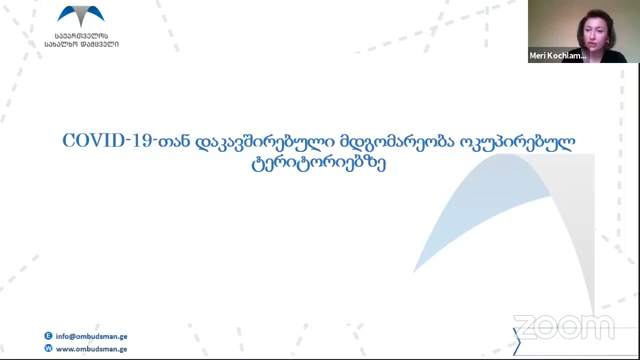 საქართველოს
სახალხო დამცველი
Meri Kochlam...
COVID-19-თან დაკავშირებული მდგომარეობა ოკუპირებულ
ტერიტორიებზე
E info@ombudsman.ge
W www.ombudsman.ge
zoom